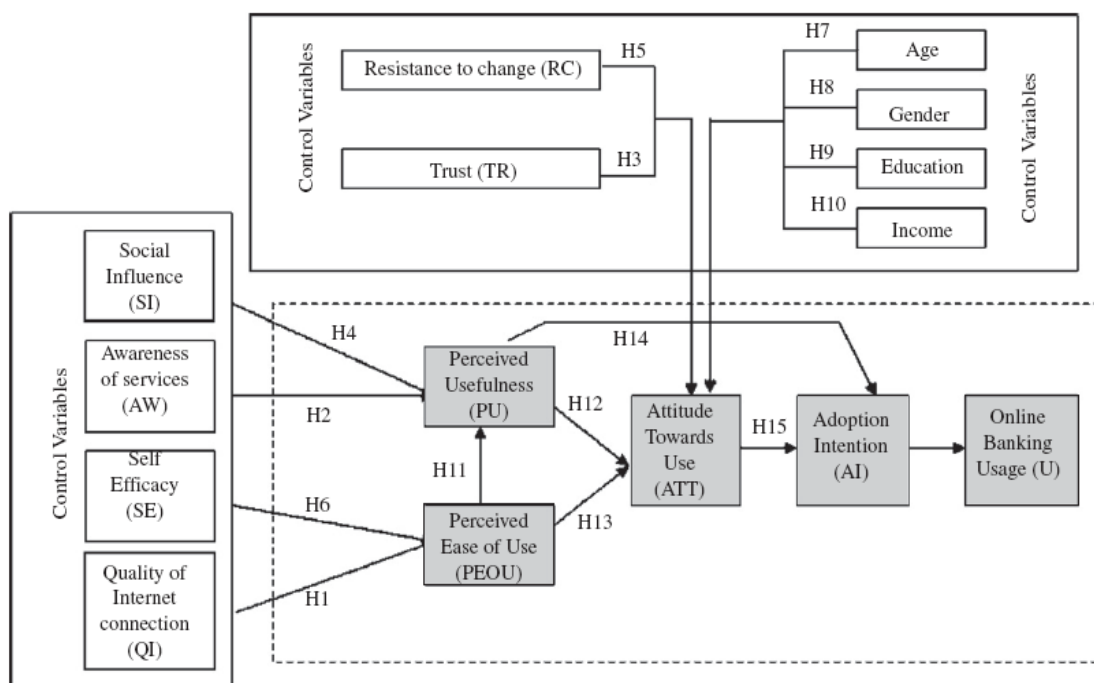 Control Variables
Resistance to change (RC)
H5
Trust (TR)
H3
H7
Age
H8
Gender
H9
Education
H10
Income
Control Variables
Control Variables
Social
Influence
(SI)
Awareness
of services
(AW)
Self
Efficacy
(SE)
Quality of
Internet
connection
(QI)
H4
H2
H6
H1
Perceived
Usefulness
(PU)
H11
Perceived
Ease of Use
(PEOU)
H14
H12
H13
Attitude
Towards
Use
(ATT)
H15
Adoption
Intention
(AI)
Online
Banking
Usage (U)